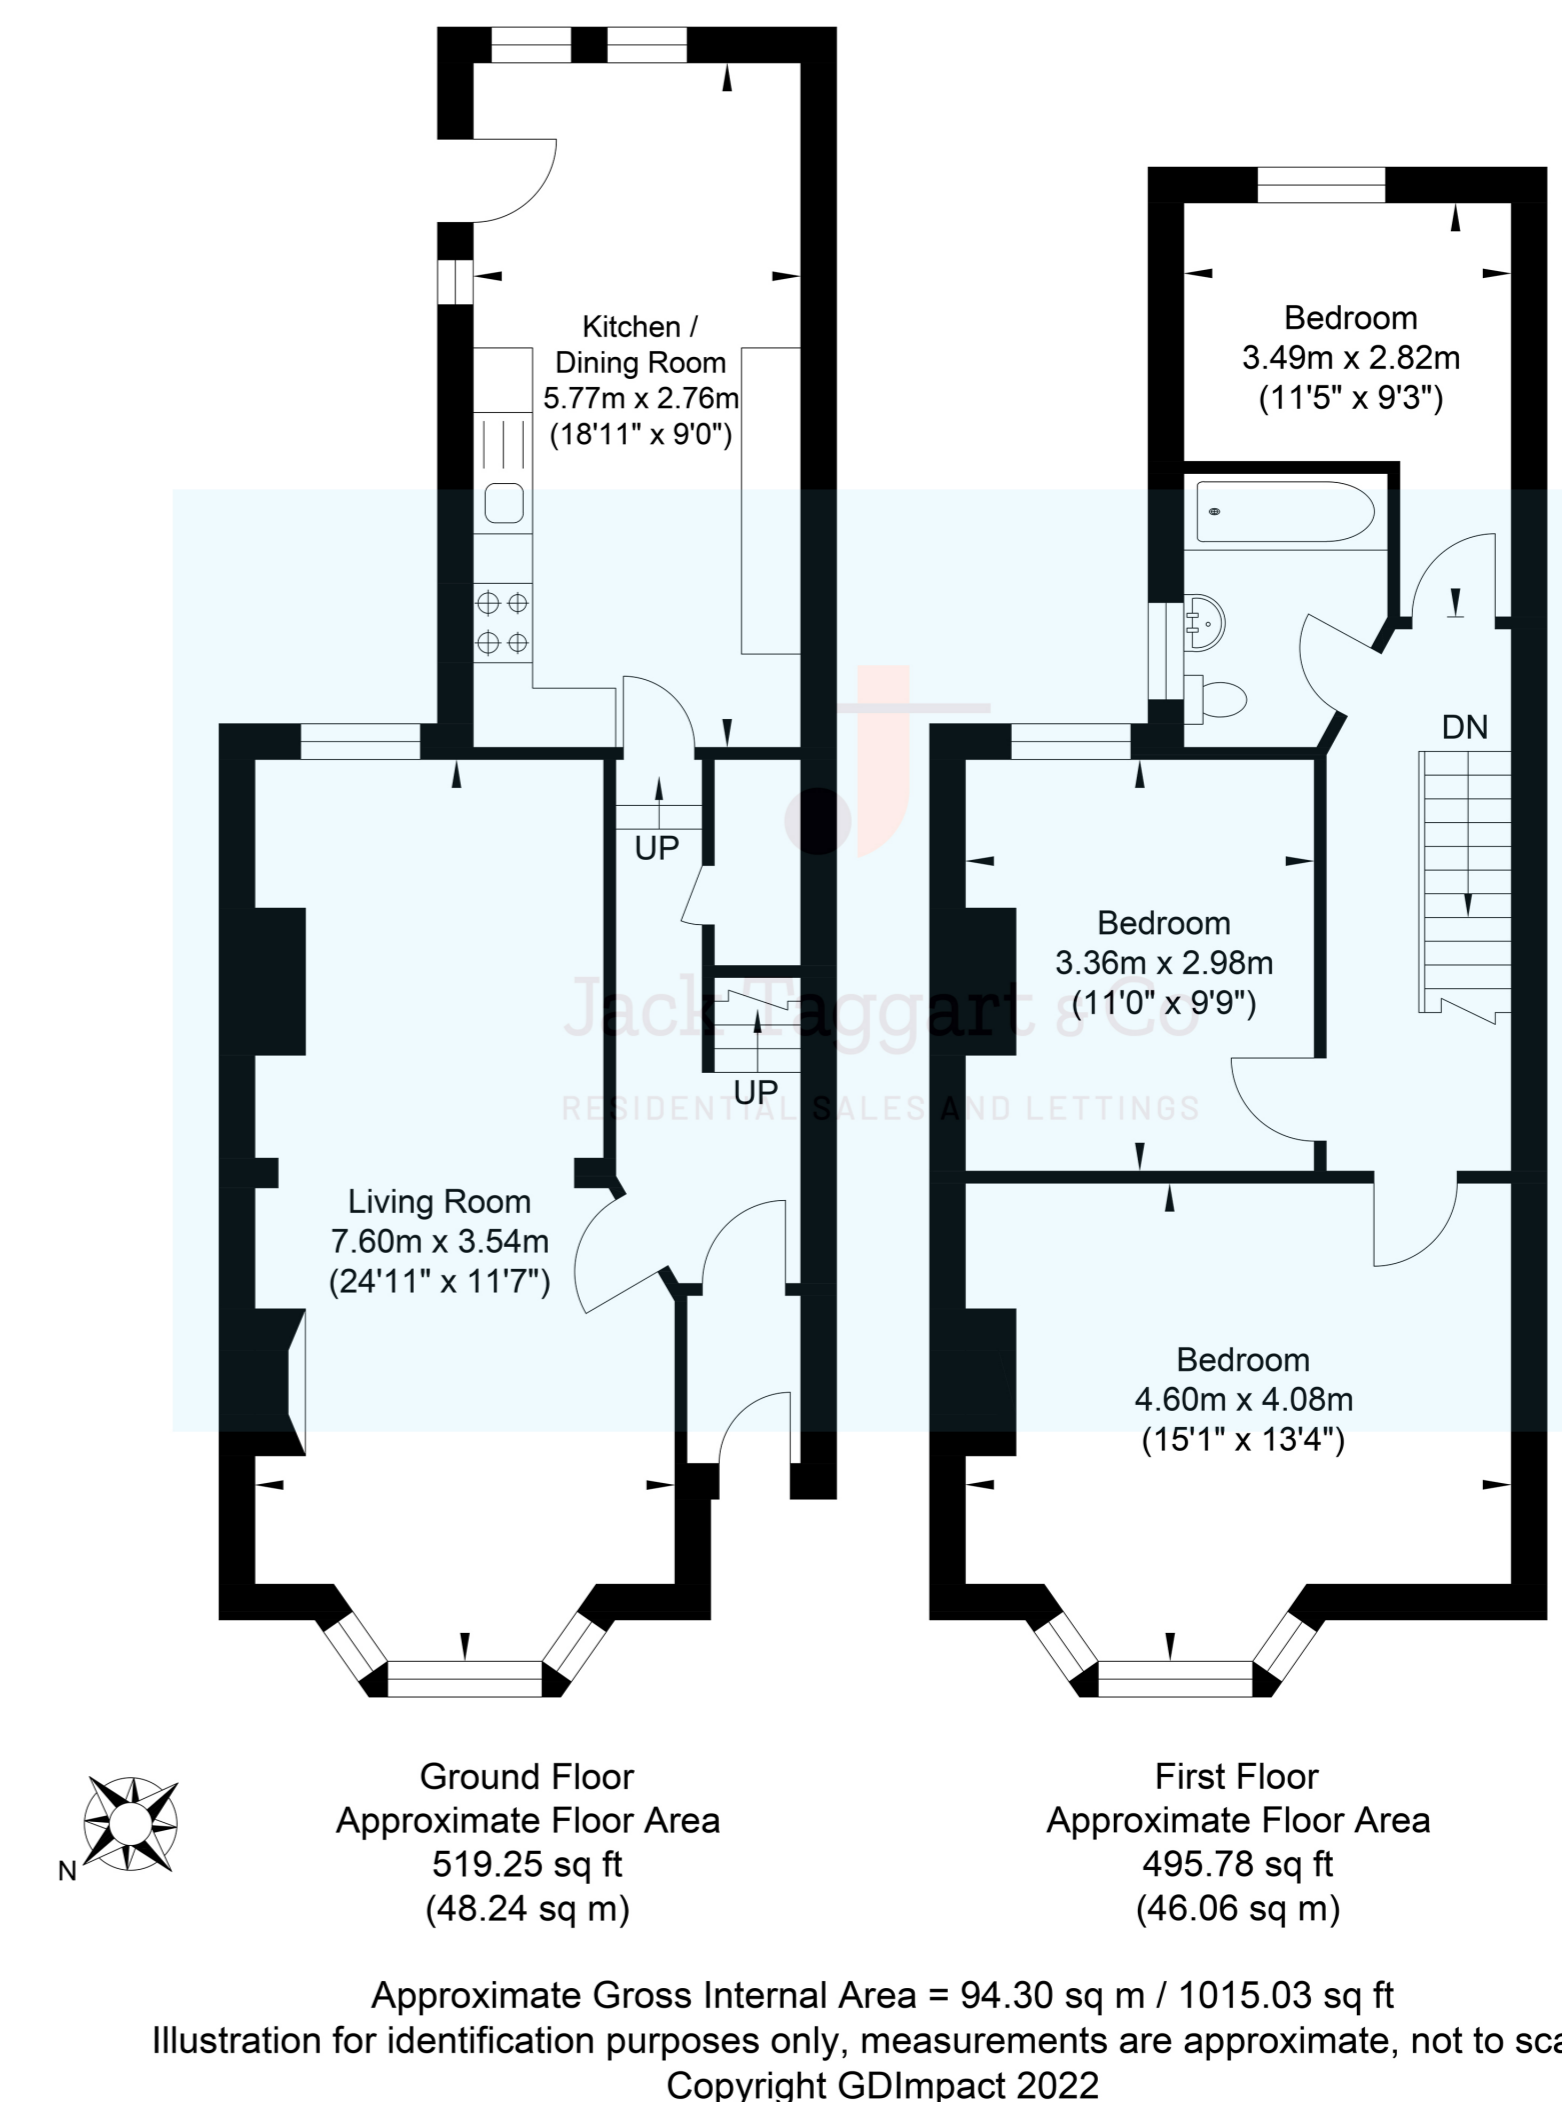 Kitchen /
Dining Room
5.77m x 2.76m
(18'11" x 9'0")
Bedroom
3.49m x 2.82m
(11'5" x 9'3")
DN
UP
Bedroom
3.36m x 2.98m
(11'0" x 9'9")
Jack Taggart & Co
UP
RESIDENTIAL SALES AND LETTINGS
Living Room
7.60m x 3.54m
(24'11" x 11'7")
Bedroom
4.60m x 4.08m
(15'1" x 13'4")
N
Ground Floor
Approximate Floor Area
519.25 sq ft
(48.24 sq m)
First Floor
Approximate Floor Area
495.78 sq ft
(46.06 sq m)
Approximate Gross Internal Area = 94.30 sq m / 1015.03 sq ft
Illustration for identification purposes only, measurements are approximate, not to
Copyright GDImpact 2022